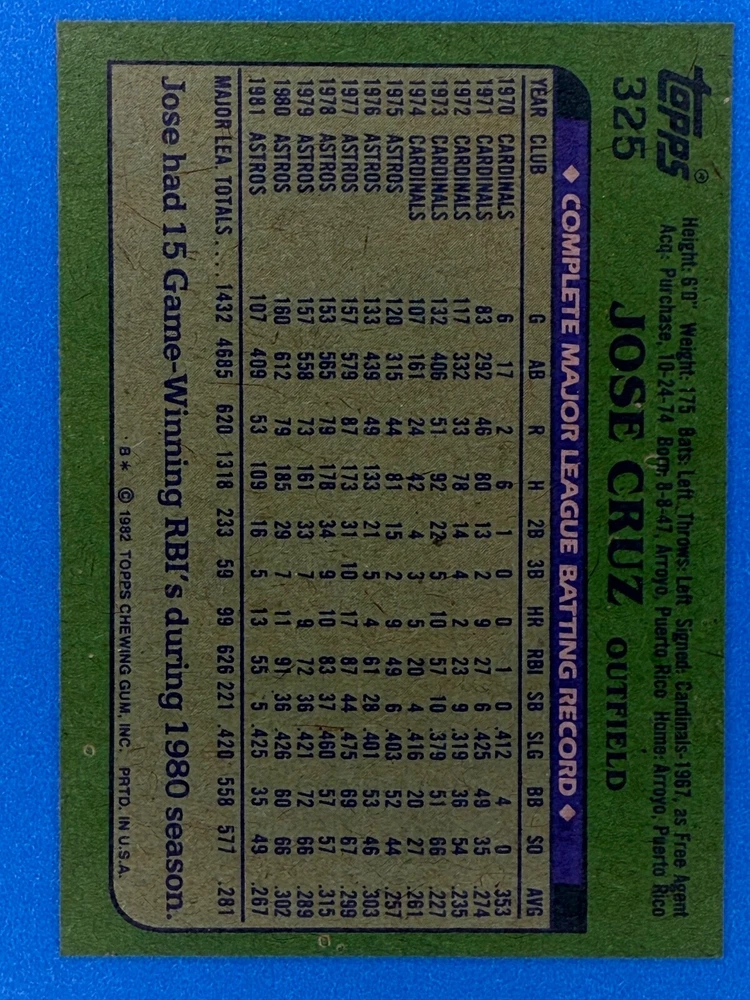 TOPPS®
325
Height: 6'0" Weight: 175 Bats: Left Throws: Left Signed: Cardinals-1967, as Free Agent
Acq: Purchase, 10-24-74 Born: 8-8-47, Arroyo, Puerto Rico Home: Arroyo, Puerto Rico
JOSE CRUZ OUTFIELD
◆ COMPLETE MAJOR LEAGUE BATTING RECORD ◆
YEAR CLUB G AB R H 2B 3B HR RBI SB SLG BB SO AVG
1970 CARDINALS 6 17 2 6 1 0 0 1 0 .412 4 0 .353
1971 CARDINALS 83 292 46 80 13 2 9 27 6 .425 49 35 .274
1972 CARDINALS 117 332 33 78 14 4 2 23 9 .319 36 54 .235
1973 CARDINALS 132 406 51 92 22 5 10 57 10 .379 51 66 .227
1974 CARDINALS 107 161 24 42 4 3 5 20 4 .416 20 27 .261
1975 ASTROS 120 315 44 81 15 2 9 49 6 .403 52 44 .257
1976 ASTROS 133 439 49 133 21 5 4 61 28 .401 53 46 .303
1977 ASTROS 157 579 87 173 31 10 17 87 44 .475 69 67 .299
1978 ASTROS 153 565 79 178 34 9 10 83 37 .460 57 57 .315
1979 ASTROS 157 558 73 161 33 7 9 72 36 .421 72 66 .289
1980 ASTROS 160 612 79 185 29 7 11 91 36 .426 60 66 .302
1981 ASTROS 107 409 53 109 16 5 13 55 5 .425 35 49 .267
MAJOR LEA. TOTALS.... 1432 4685 620 1318 233 59 99 626 221 .420 558 577 .281
Jose had 15 Game-Winning RBI's during 1980 season.
B* © 1982 TOPPS CHEWING GUM, INC. PRTD. IN U.S.A.